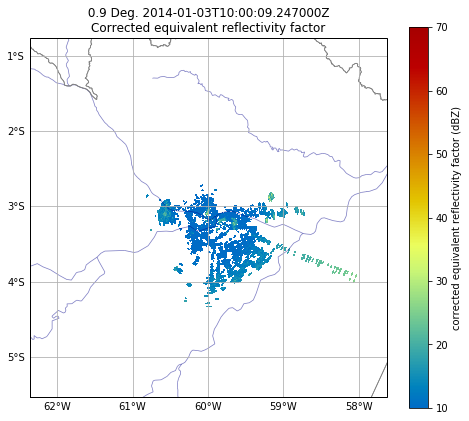 0.9 Deg. 2014-01-03T10:00:09.247000Z
Corrected equivalent reflectivity factor
1°S
2°S
3°S
4°S
5°S
62°W
61°W
60°W
59°W
58°W
70
60
50
40
30
20
10
corrected equivalent reflectivity factor (dBZ)